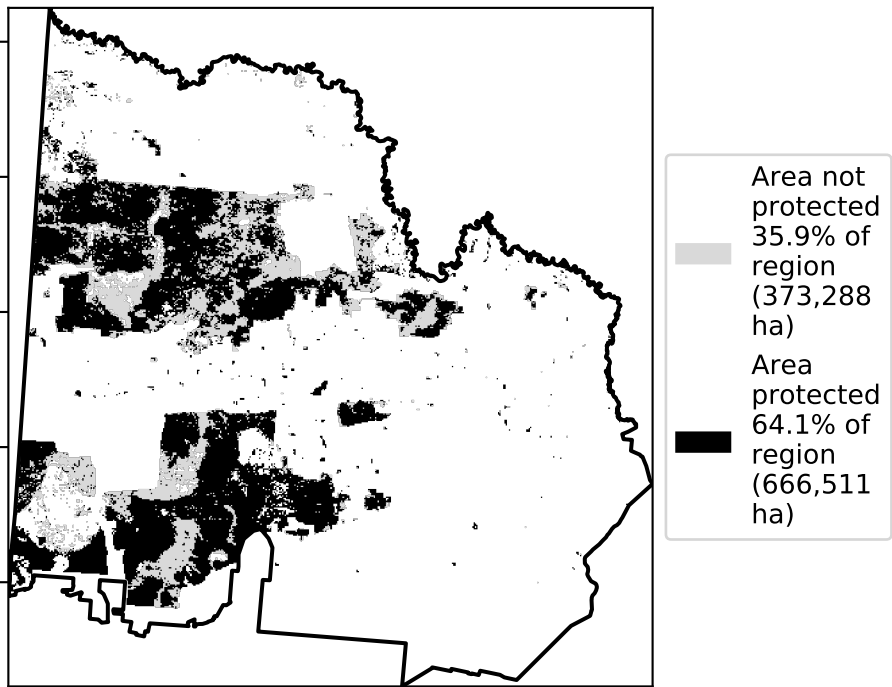 Area not
protected
35.9% of
region
(373,288
ha)
Area
protected
64.1% of
region
(666,511
ha)